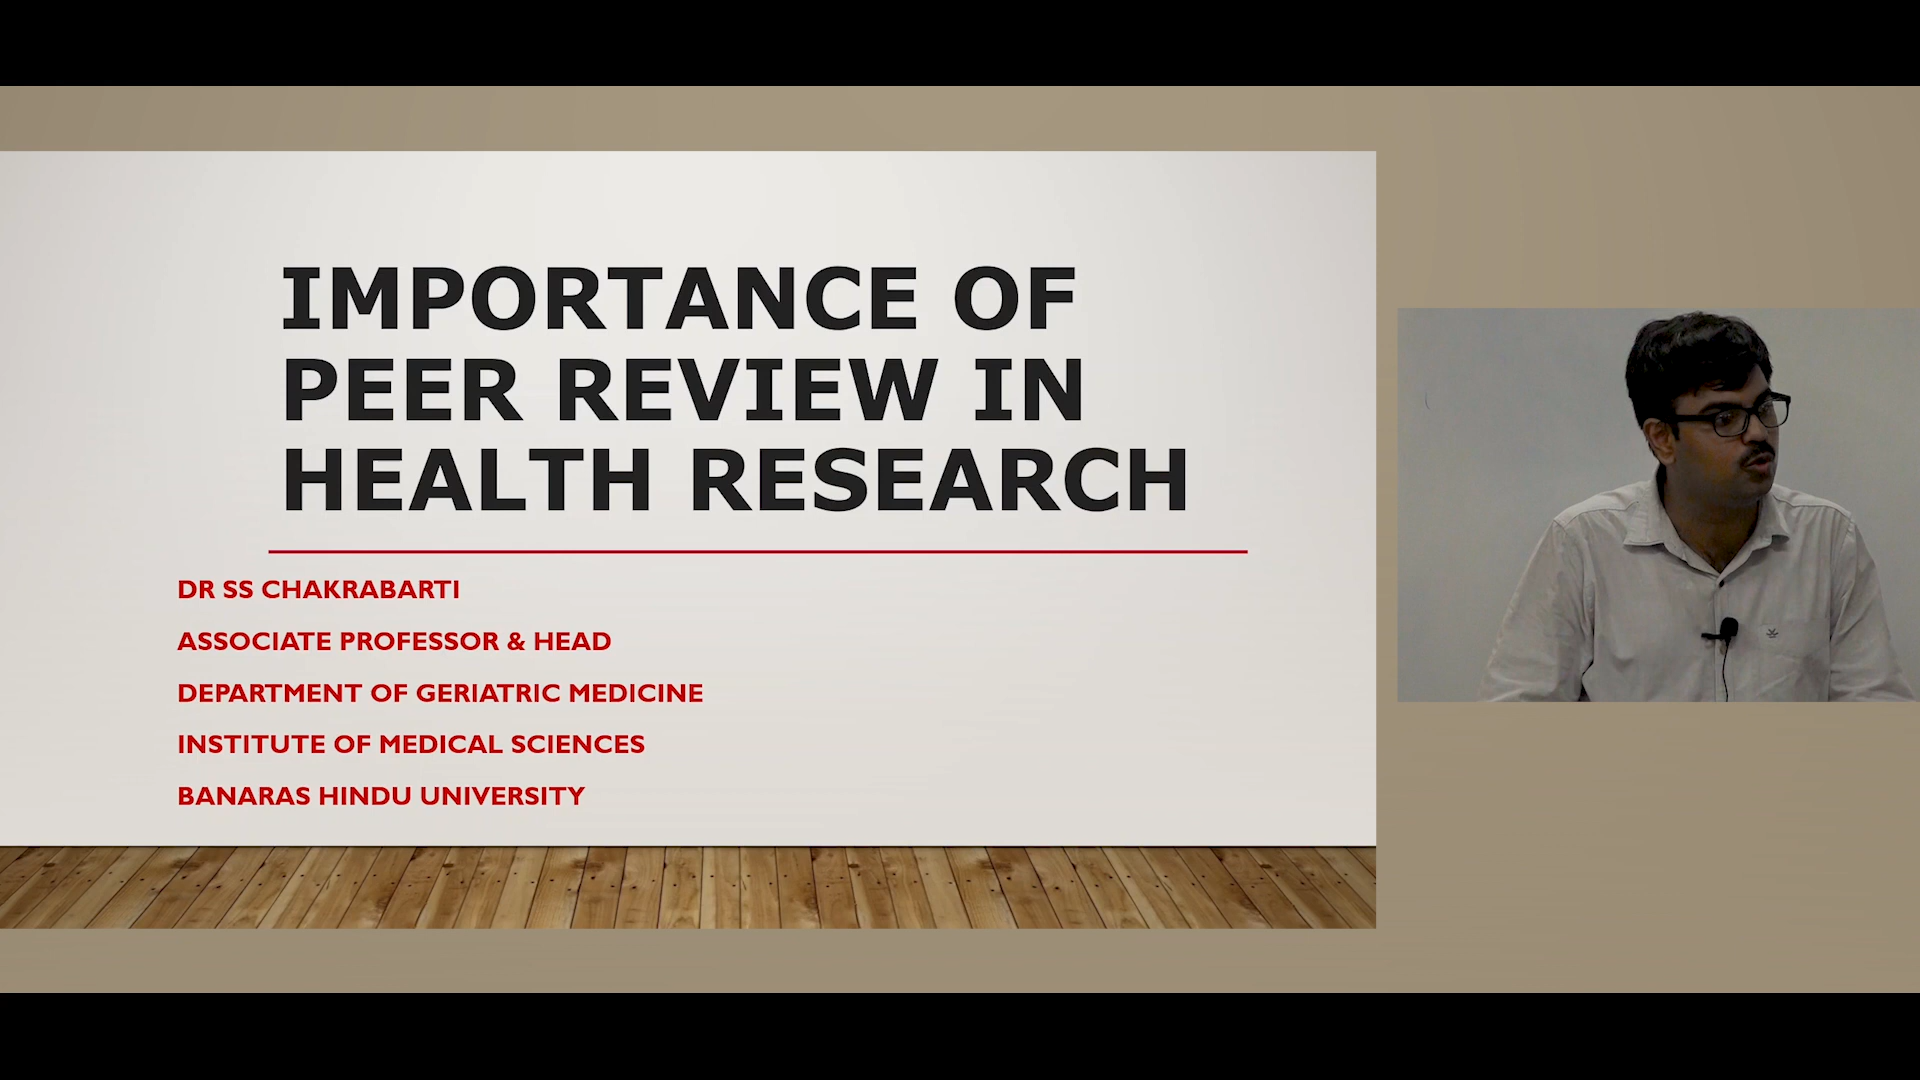 IMPORTANCE OF
PEER REVIEW IN
HEALTH RESEARCH
DR SS CHAKRABARTI
ASSOCIATE PROFESSOR & HEAD
DEPARTMENT OF GERIATRIC MEDICINE
INSTITUTE OF MEDICAL SCIENCES
BANARAS HINDU UNIVERSITY